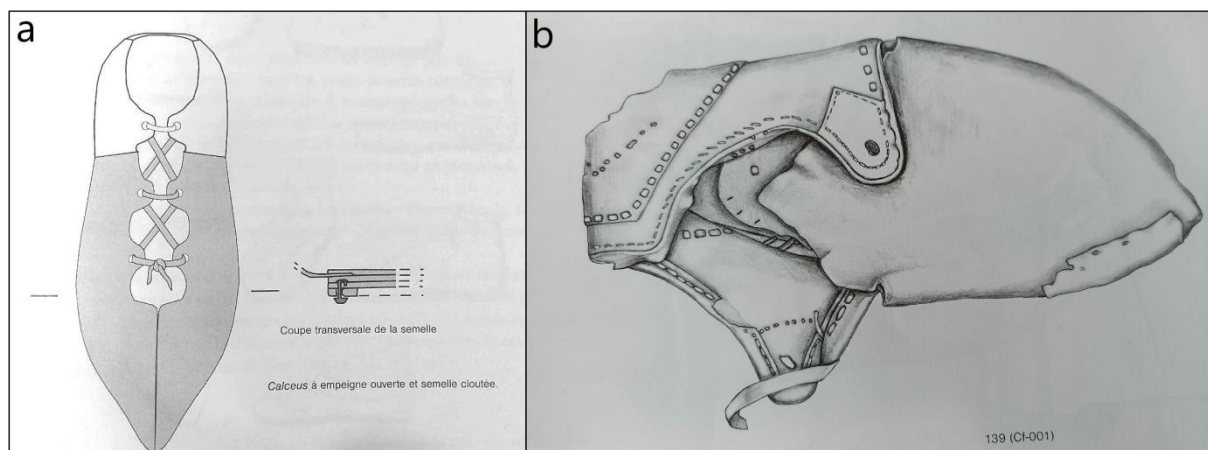 a
Coupe transversale de la semelle
Calceus à empeigne ouverte et semelle cloutée.
b
139 (Cf-001)